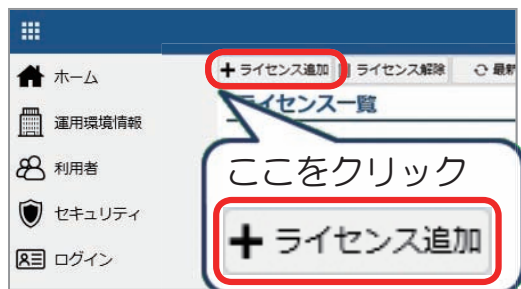 ホーム
運用環境情報
利用者
セキュリティ
ログイン
ライセンス追加 ライセンス解除 最新
ライセンス一覧
ここをクリック
ライセンス追加